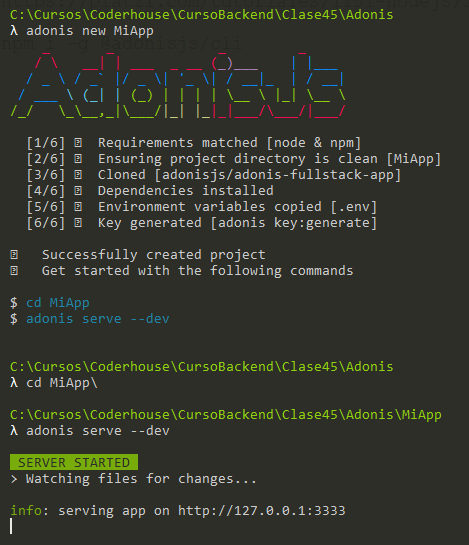 npm i -g @adonisjs/cli
C:\Cursos\Coderhouse\CursoBackend\Clase45\Adonis
λ adonis new MiApp
AdonisJs
[1/6] Requirements matched [node & npm]
[2/6] Ensuring project directory is clean [MiApp]
[3/6] Cloned [adonisjs/adonis-fullstack-app]
[4/6] Dependencies installed
[5/6] Environment variables copied [.env]
[6/6] Key generated [adonis key:generate]
Successfully created project
Get started with the following commands
$ cd MiApp
$ adonis serve --dev
C:\Cursos\Coderhouse\CursoBackend\Clase45\Adonis
λ cd MiApp\
C:\Cursos\Coderhouse\CursoBackend\Clase45\Adonis\MiApp
λ adonis serve --dev
SERVER STARTED
> Watching files for changes...
info: serving app on http://127.0.0.1:3333